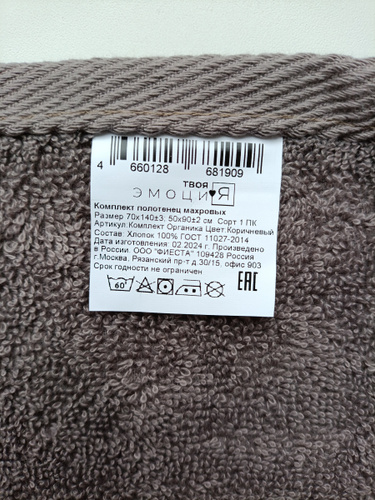 4 660128 681909
ТВОЯ
ЭМОЦИ Я
Комплект полотенец махровых
Размер 70х140±3; 50х90±2 см Сорт 1 ПК
Артикул Комплект Органика Цвет.Коричневый
Состав: Хлопок 100% ГОСТ 11027-2014
Дата изготовления: 02.2024 г. Произведено
в России. ООО "ФИЕСТА" 109428 Россия
г.Москва, Рязанский пр-т д 30/15, офис 903
Срок годности не ограничен
60° EAC